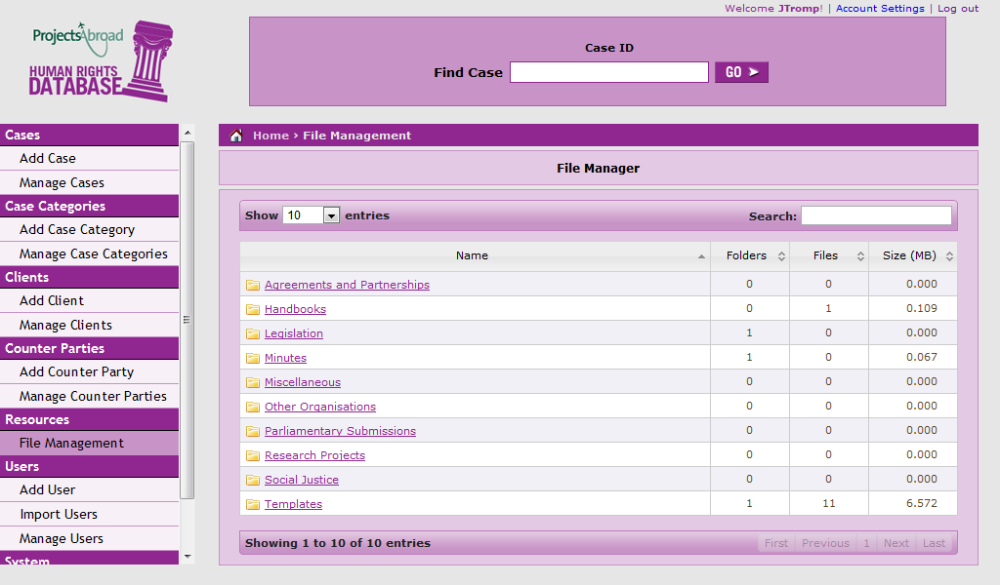 Welcome JTromp! | Account Settings | Log out
ProjectsAbroad
HUMAN RIGHTS
DATABASE
Case ID
Find Case
GO
Cases
Add Case
Manage Cases
Case Categories
Add Case Category
Manage Case Categories
Clients
Add Client
Manage Clients
Counter Parties
Add Counter Party
Manage Counter Parties
Resources
File Management
Users
Add User
Import Users
Manage Users
System
Home › File Management
File Manager
Show 10 entries Search:
Name Folders Files Size (MB)
Agreements and Partnerships 0 0 0.000
Handbooks 0 1 0.109
Legislation 1 0 0.000
Minutes 1 0 0.067
Miscellaneous 0 0 0.000
Other Organisations 0 0 0.000
Parliamentary Submissions 0 0 0.000
Research Projects 0 0 0.000
Social Justice 0 0 0.000
Templates 1 11 6.572
Showing 1 to 10 of 10 entries First Previous 1 Next Last